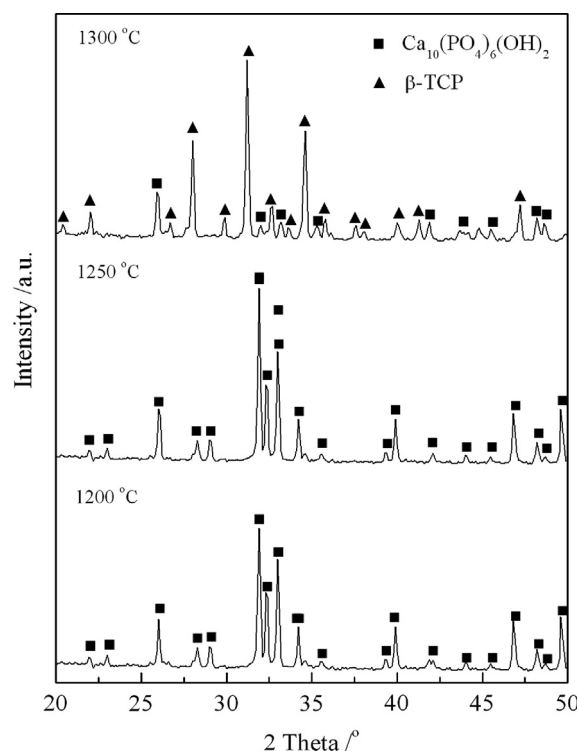 1300 °C
■ Ca₁₀(PO₄)₆(OH)₂
▲ β-TCP
1250 °C
1200 °C
Intensity /a.u.
20 25 30 35 40 45 50
2 Theta /°